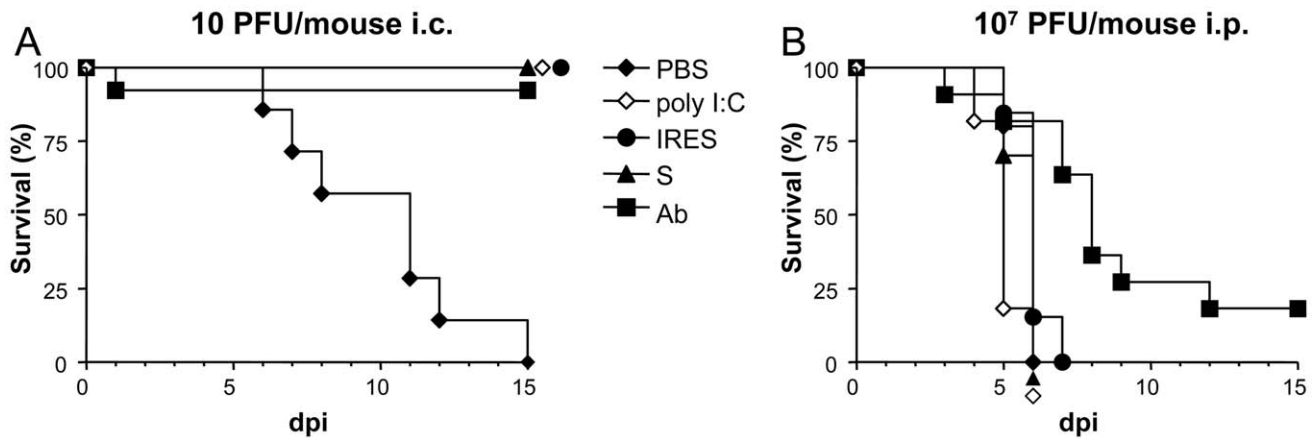 A
10 PFU/mouse i.c.
Survival (%)
100
75
50
25
0
0
5
10
15
dpi
PBS
poly I:C
IRES
S
Ab
B
10⁷ PFU/mouse i.p.
Survival (%)
100
75
50
25
0
0
5
10
15
dpi